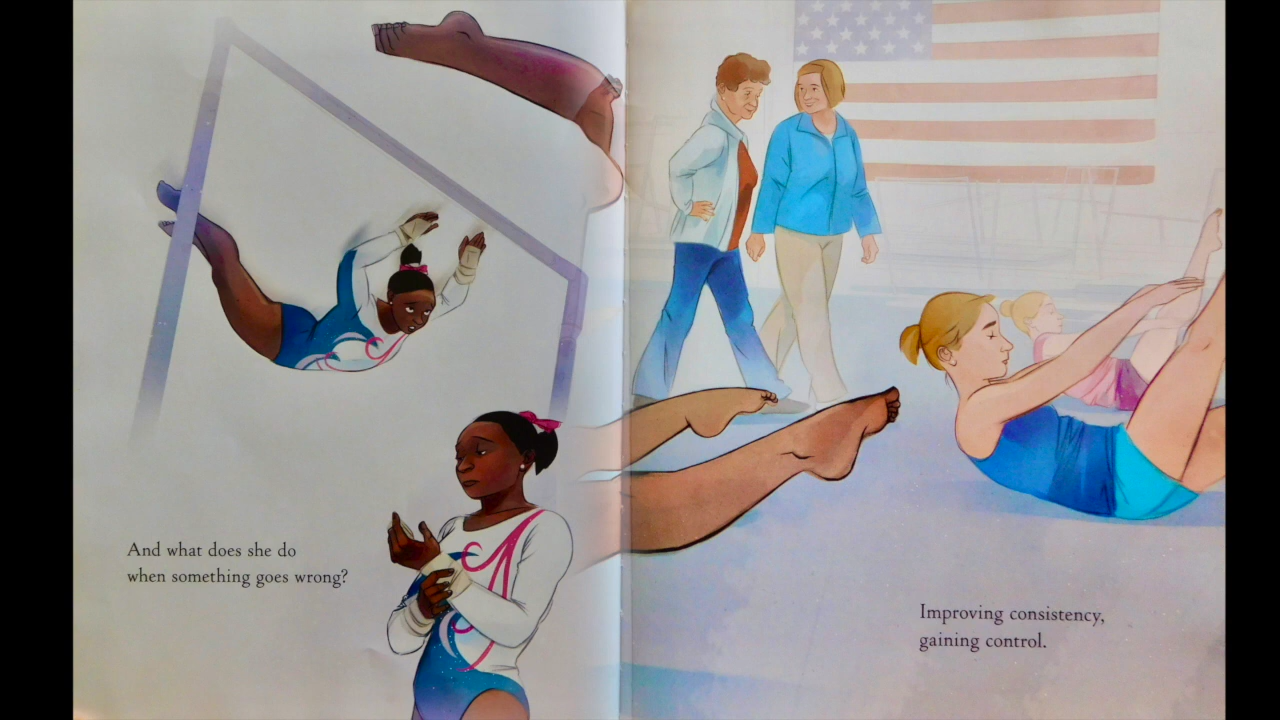 And what does she do
when something goes wrong?
Improving consistency,
gaining control.